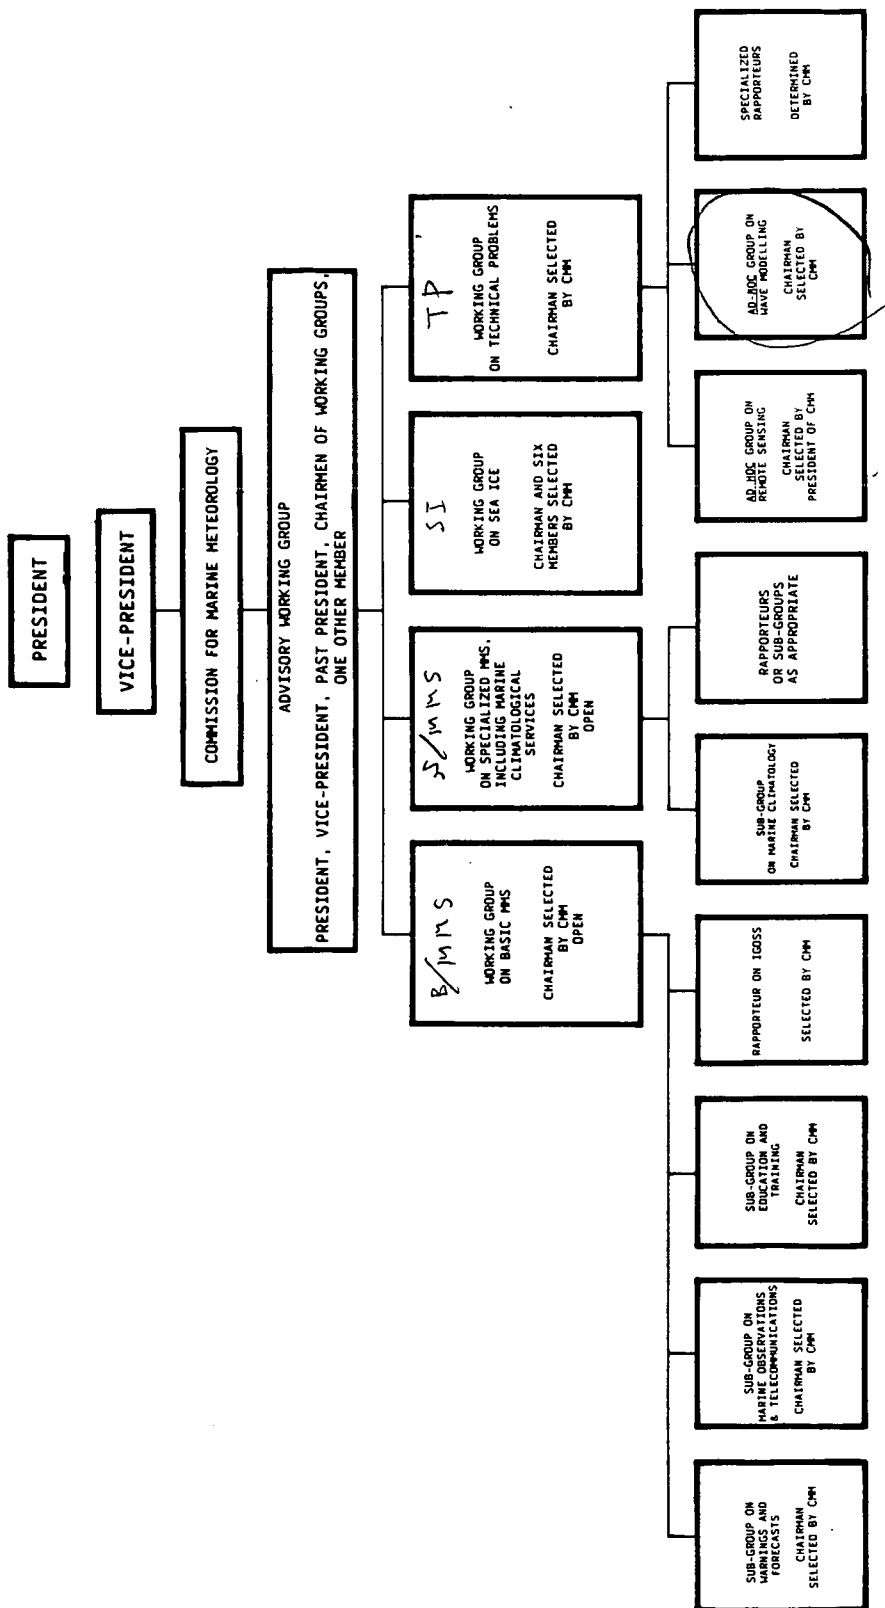 PRESIDENT
VICE-PRESIDENT
COMMISSION FOR MARINE METEOROLOGY
ADVISORY WORKING GROUP
PRESIDENT, VICE-PRESIDENT, PAST PRESIDENT, CHAIRMEN OF WORKING GROUPS,
ONE OTHER MEMBER
B/MMS
WORKING GROUP
ON BASIC MMS
CHAIRMAN SELECTED
BY CMM
OPEN
S/MMS
WORKING GROUP
ON SPECIALIZED MMS,
INCLUDING MARINE
CLIMATOLOGICAL
SERVICES
CHAIRMAN SELECTED
BY CMM
OPEN
SI
WORKING GROUP
ON SEA ICE
CHAIRMAN AND SIX
MEMBERS SELECTED
BY CMM
TP
WORKING GROUP
ON TECHNICAL PROBLEMS
CHAIRMAN SELECTED
BY CMM
SUB-GROUP ON
WARNINGS AND
FORECASTS
CHAIRMAN
SELECTED BY CMM
SUB-GROUP ON
MARINE OBSERVATIONS
& TELECOMMUNICATIONS
CHAIRMAN SELECTED
BY CMM
SUB-GROUP ON
EDUCATION AND
TRAINING
CHAIRMAN
SELECTED BY CMM
RAPPORTEUR ON IGOSS
SELECTED BY CMM
SUB-GROUP
ON MARINE CLIMATOLOGY
CHAIRMAN SELECTED
BY CMM
RAPPORTEURS
OR SUB-GROUPS
AS APPROPRIATE
AD-HOC GROUP ON
REMOTE SENSING
CHAIRMAN
SELECTED BY
PRESIDENT OF CMM
AD-HOC GROUP ON
WAVE MODELLING
CHAIRMAN
SELECTED BY
CMM
SPECIALIZED
RAPPORTEURS
DETERMINED
BY CMM